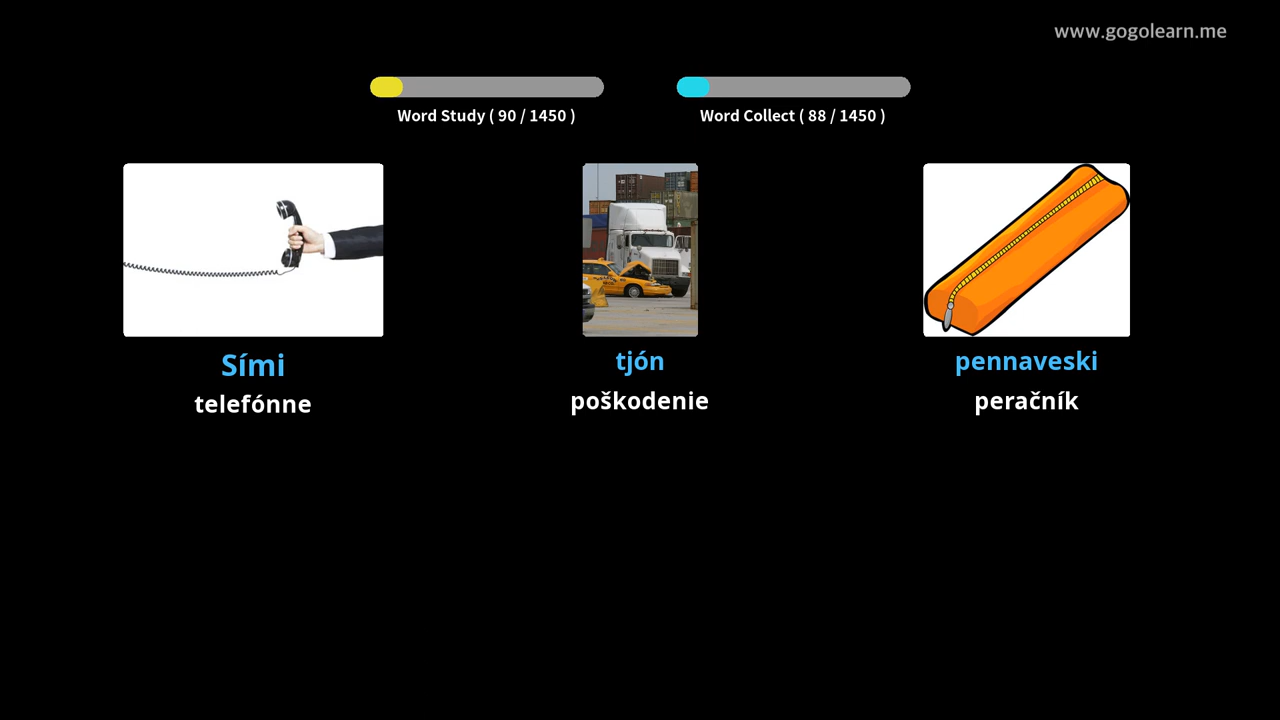 www.gogolearn.me
Word Study ( 90 / 1450 )
Word Collect ( 88 / 1450 )
Sími
telefónne
tjón
poškodenie
pennaveski
peračník